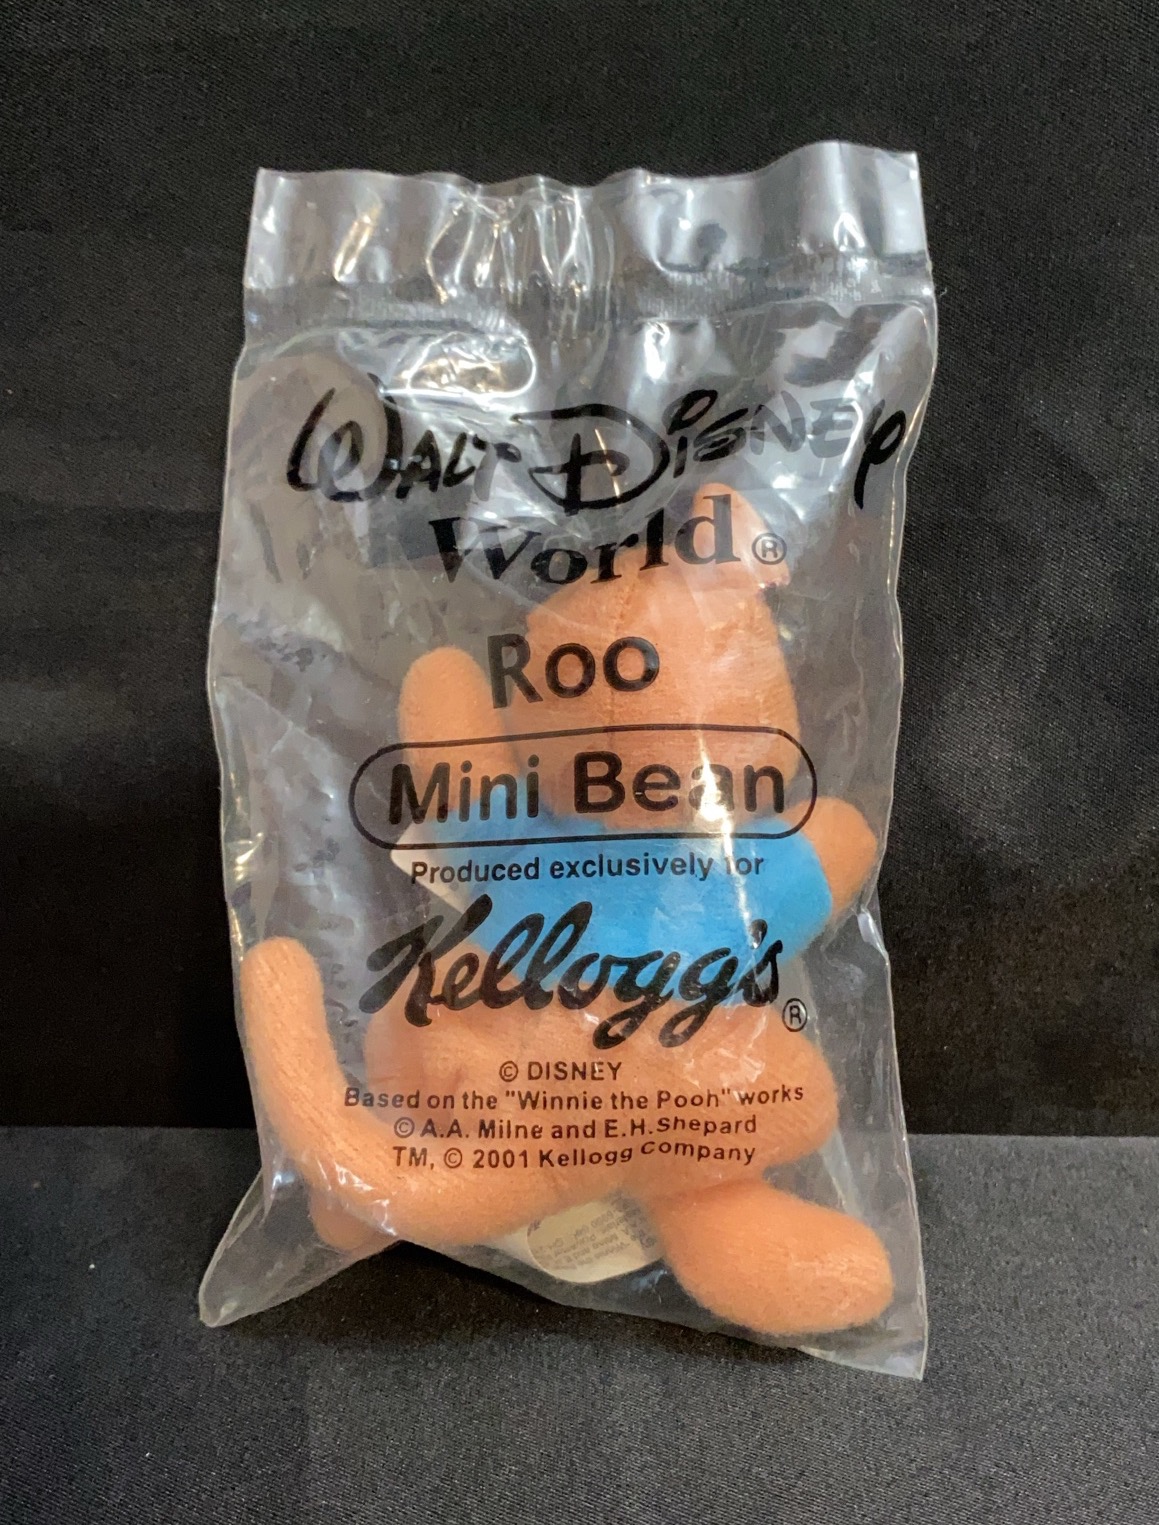 WALT DISNEY
World®
Roo
Mini Bean
Produced exclusively for
Kellogg's®
© DISNEY
Based on the "Winnie the Pooh" works
© A.A. Milne and E.H.Shepard
TM, © 2001 Kellogg Company